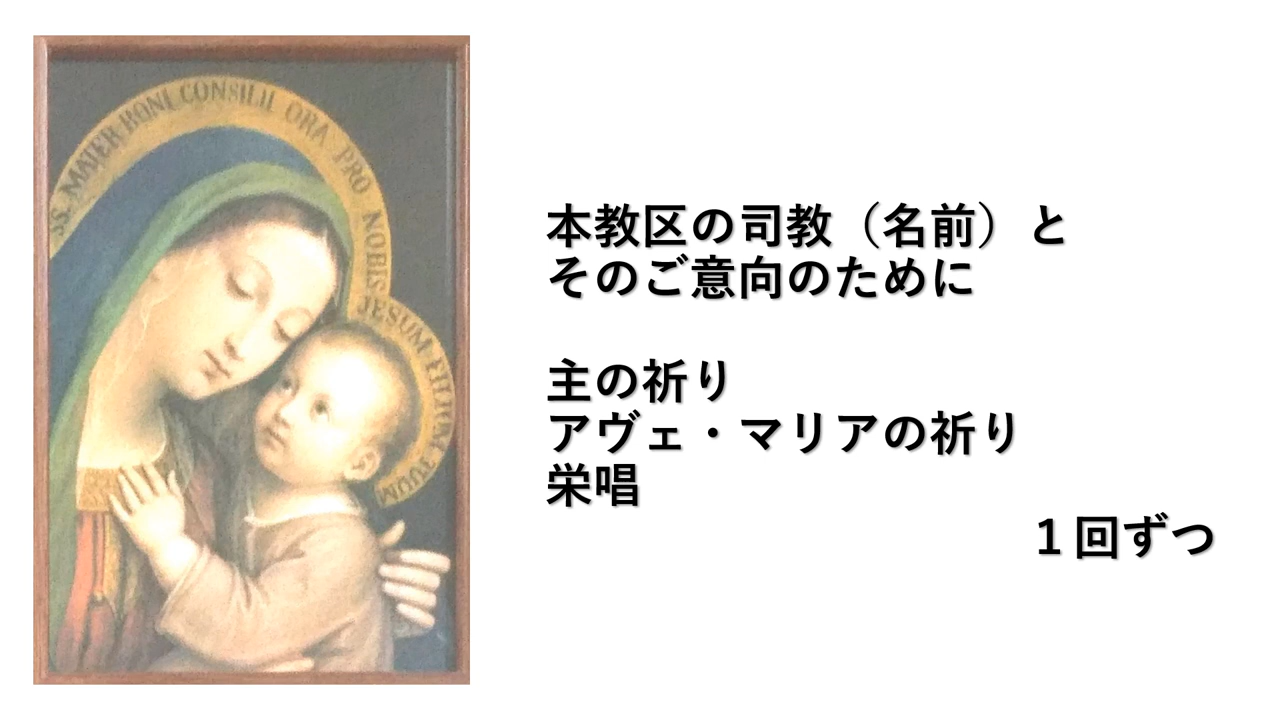 SS. MATER BONI CONSILII ORA PRO NOBIS
JESUM FILIUM TUUM
本教区の司教（名前）と
そのご意向のために
主の祈り
アヴェ・マリアの祈り
栄唱
１回ずつ